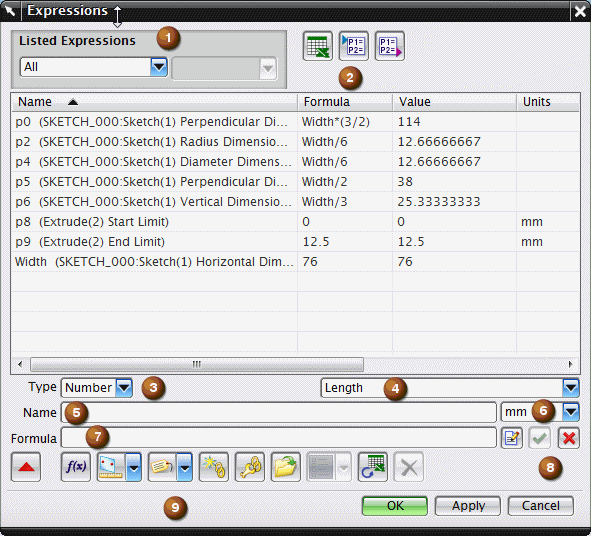 Expressions
Listed Expressions 1
All
P1= P1=
P2= P2=
2
Name Formula Value Units
p0 (SKETCH_000:Sketch(1) Perpendicular Di... Width*(3/2) 114
p2 (SKETCH_000:Sketch(1) Radius Dimensio... Width/6 12.66666667
p4 (SKETCH_000:Sketch(1) Diameter Dimens... Width/6 12.66666667
p5 (SKETCH_000:Sketch(1) Perpendicular Di... Width/2 38
p6 (SKETCH_000:Sketch(1) Vertical Dimensio... Width/3 25.33333333
p8 (Extrude(2) Start Limit) 0 0 mm
p9 (Extrude(2) End Limit) 12.5 12.5 mm
Width (SKETCH_000:Sketch(1) Horizontal Dim... 76 76
Type Number 3 Length 4
Name 5 mm 6
Formula 7
f(x) 8
9 OK Apply Cancel